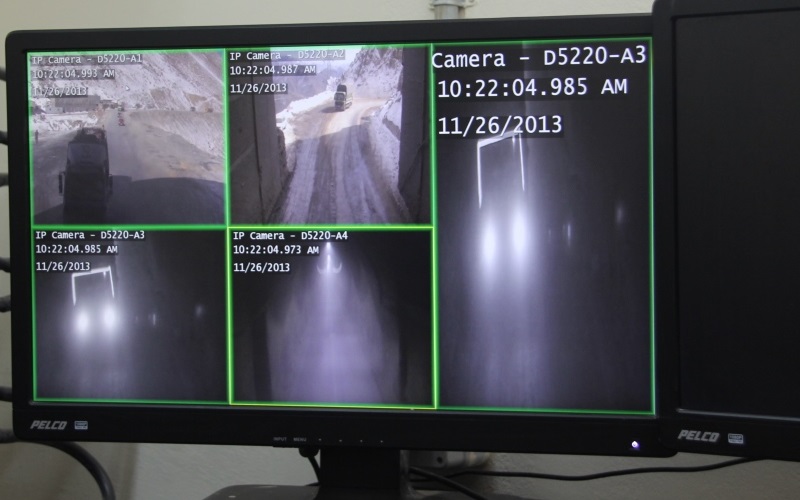 IP Camera - D5220-A1
10:22:04.993 AM
11/26/2013
IP Camera - D5220-A2
10:22:04.987 AM
11/26/2013
Camera - D5220-A3
10:22:04.985 AM
11/26/2013
IP Camera - D5220-A3
10:22:04.985 AM
11/26/2013
IP Camera - D5220-A4
10:22:04.973 AM
11/26/2013
PELCO
INPUT MENU
PELCO